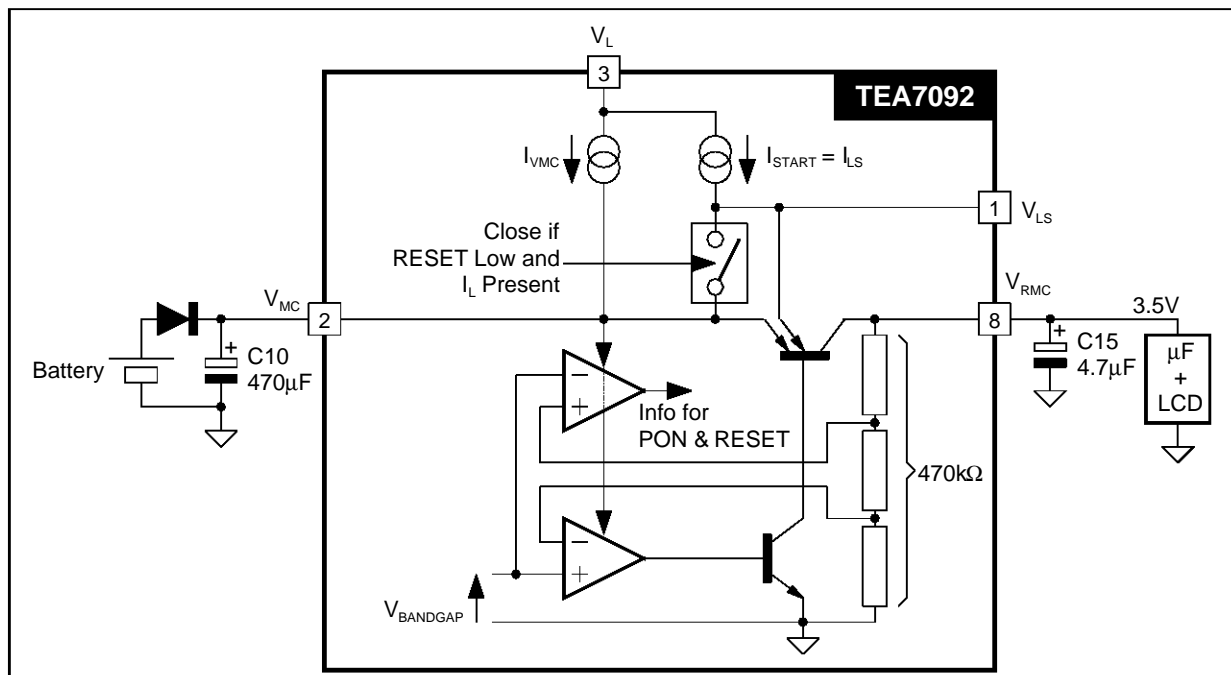 V_L
3
TEA7092
I_VMC
I_START = I_LS
1
V_LS
Close if
RESET Low and
I_L Present
V_MC
2
V_RMC
8
3.5V
+
C10
470µF
Battery
+
C15
4.7µF
µF
+
LCD
−
+
Info for
PON & RESET
470kΩ
−
+
V_BANDGAP